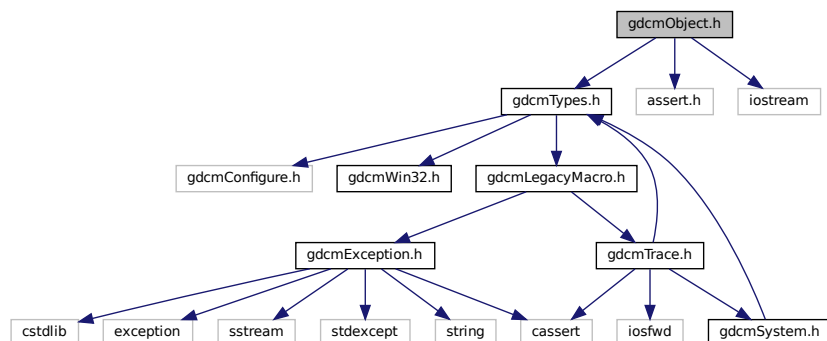 gdcmObject.h
gdcmTypes.h
assert.h
iostream
gdcmConfigure.h
gdcmWin32.h
gdcmLegacyMacro.h
gdcmException.h
gdcmTrace.h
cstdlib
exception
sstream
stdexcept
string
cassert
iosfwd
gdcmSystem.h